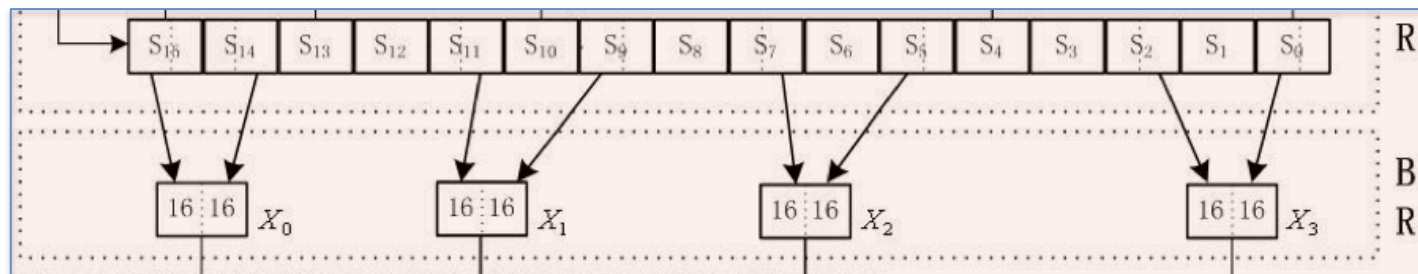 S₁₅ S₁₄ S₁₃ S₁₂ S₁₁ S₁₀ S₉ S₈ S₇ S₆ S₅ S₄ S₃ S₂ S₁ S₀ R
B
16 16 X₀ 16 16 X₁ 16 16 X₂ 16 16 X₃ R